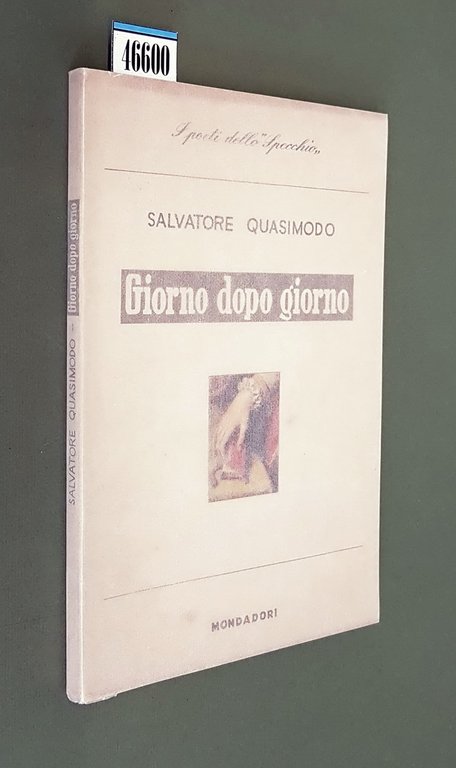 46600
I poeti dello "Specchio„
SALVATORE QUASIMODO
Giorno dopo giorno
MONDADORI
SALVATORE QUASIMODO - Giorno dopo giorno